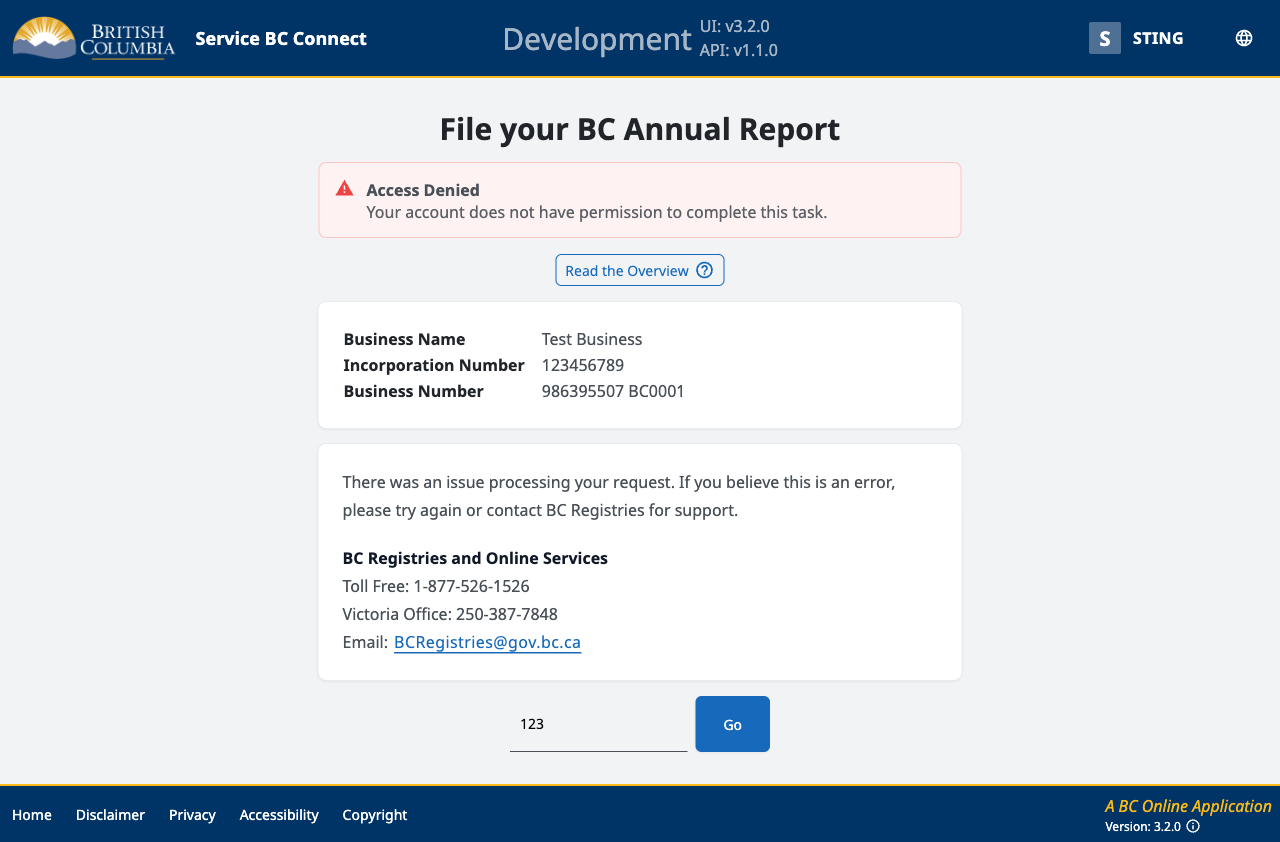 BRITISH
COLUMBIA
Service BC Connect
Development
UI: v3.2.0
API: v1.1.0
S
STING
File your BC Annual Report
Access Denied
Your account does not have permission to complete this task.
Read the Overview
Business Name Test Business
Incorporation Number 123456789
Business Number 986395507 BC0001
There was an issue processing your request. If you believe this is an error,
please try again or contact BC Registries for support.
BC Registries and Online Services
Toll Free: 1-877-526-1526
Victoria Office: 250-387-7848
Email: BCRegistries@gov.bc.ca
123
Go
Home Disclaimer Privacy Accessibility Copyright
A BC Online Application
Version: 3.2.0